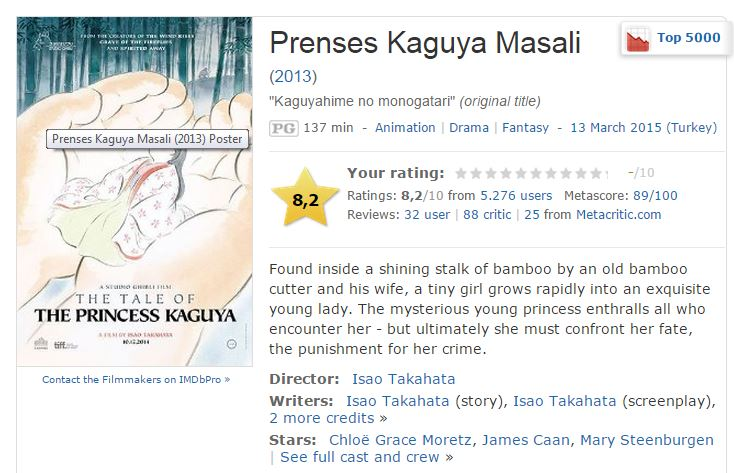 Prenses Kaguya Masali
Top 5000
(2013)
"Kaguyahime no monogatari" (original title)
PG 137 min - Animation | Drama | Fantasy - 13 March 2015 (Turkey)
8,2
Your rating: -/10
Ratings: 8,2/10 from 5.276 users Metascore: 89/100
Reviews: 32 user | 88 critic | 25 from Metacritic.com
Found inside a shining stalk of bamboo by an old bamboo
cutter and his wife, a tiny girl grows rapidly into an exquisite
young lady. The mysterious young princess enthralls all who
encounter her - but ultimately she must confront her fate,
the punishment for her crime.
Director: Isao Takahata
Writers: Isao Takahata (story), Isao Takahata (screenplay),
2 more credits »
Stars: Chloë Grace Moretz, James Caan, Mary Steenburgen
| See full cast and crew »
FROM THE CREATORS OF THE WIND RISES
GRAVE OF THE FIREFLIES
AND SPIRITED AWAY
Prenses Kaguya Masali (2013) Poster
A STUDIO GHIBLI FILM
THE TALE OF
THE PRINCESS KAGUYA
A FILM BY ISAO TAKAHATA
tiff
Contact the Filmmakers on IMDbPro »